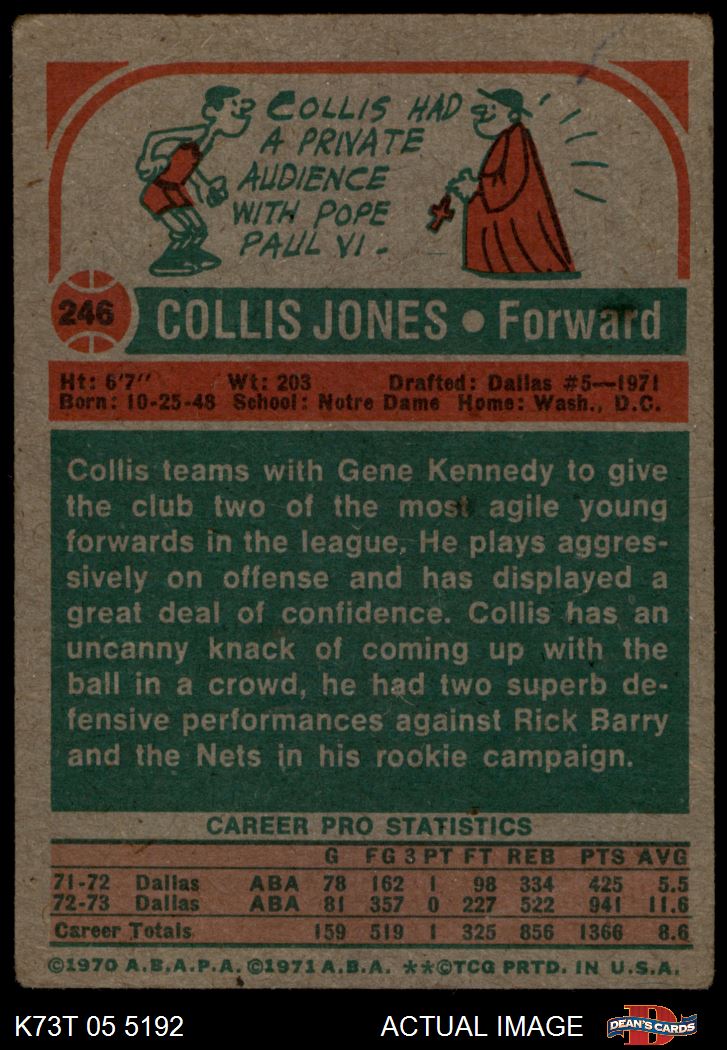 COLLIS HAD
A PRIVATE
AUDIENCE
WITH POPE
PAUL VI.
246
COLLIS JONES • Forward
Ht: 6'7" Wt: 203 Drafted: Dallas #5—1971
Born: 10-25-48 School: Notre Dame Home: Wash., D.C.
Collis teams with Gene Kennedy to give
the club two of the most agile young
forwards in the league. He plays aggres-
sively on offense and has displayed a
great deal of confidence. Collis has an
uncanny knack of coming up with the
ball in a crowd, he had two superb de-
fensive performances against Rick Barry
and the Nets in his rookie campaign.
CAREER PRO STATISTICS
G FG 3 PT FT REB PTS AVG
71-72 Dallas ABA 78 162 1 98 334 425 5.5
72-73 Dallas ABA 81 357 0 227 522 941 11.6
Career Totals 159 519 1 325 856 1366 8.6
©1970 A.B.A.P.A. ©1971 A.B.A. **©TCG PRTD. IN U.S.A.
K73T 05 5192 ACTUAL IMAGE DEAN'S CARDS